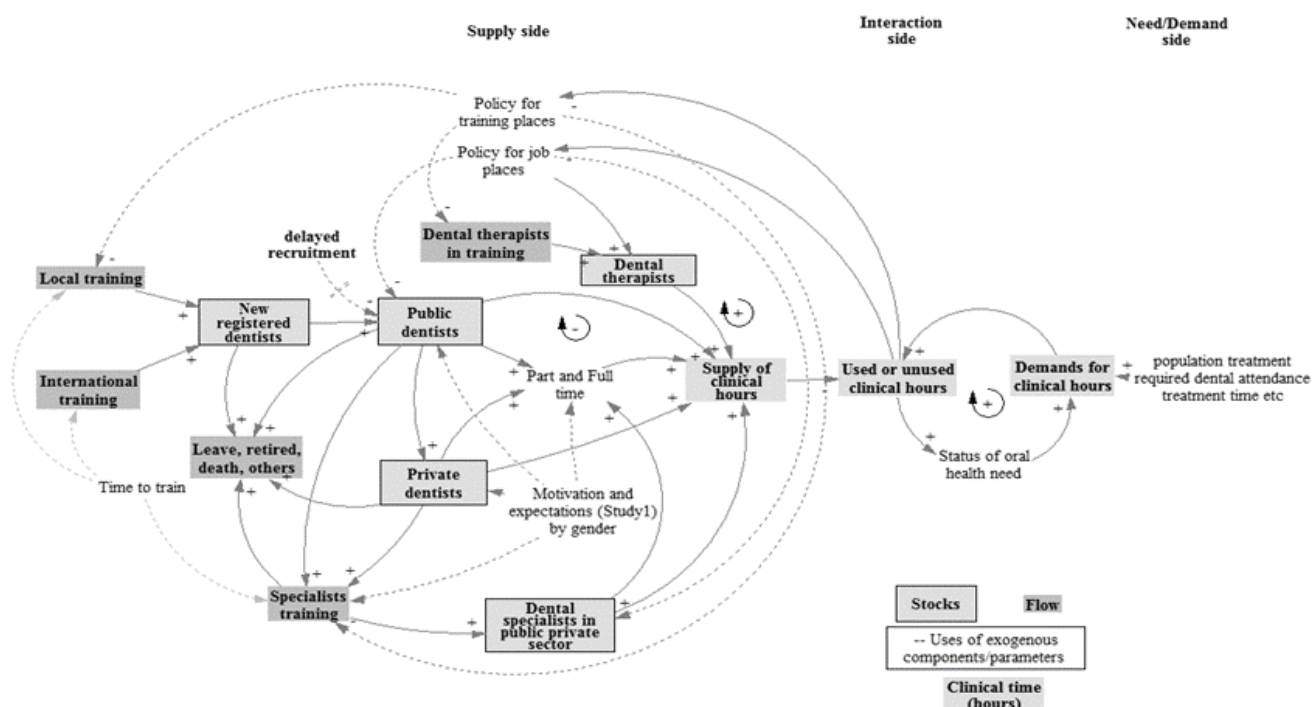 Supply side
Interaction
side
Need/Demand
side
Policy for
training places
Policy for job
places
delayed
recruitment
Dental therapists
in training
Dental
therapists
Local training
New
registered
dentists
Public
dentists
International
training
Part and Full
time
Supply of
clinical
hours
Used or unused
clinical hours
Demands for
clinical hours
population treatment
required dental attendance
treatment time etc
Leave, retired,
death, others
Status of oral
health need
Time to train
Private
dentists
Motivation and
expectations (Study1)
by gender
Specialists
training
Dental
specialists in
public private
sector
Stocks
Flow
-- Uses of exogenous
components/parameters
Clinical time
(hours)